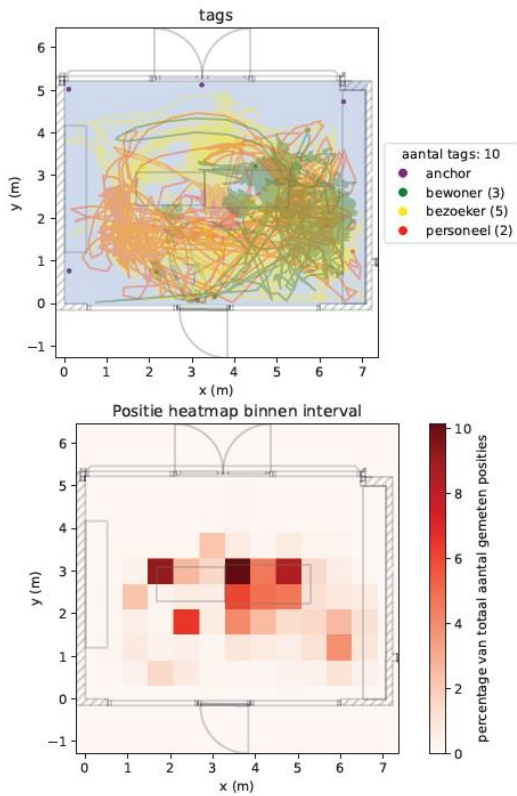 tags
6
5
4
3
2
1
0
−1
y (m)
0 1 2 3 4 5 6 7
x (m)
aantal tags: 10
anchor
bewoner (3)
bezoeker (5)
personeel (2)
Positie heatmap binnen interval
6
5
4
3
2
1
0
−1
y (m)
0 1 2 3 4 5 6 7
x (m)
10
8
6
4
2
0
percentage van totaal aantal gemeten posities